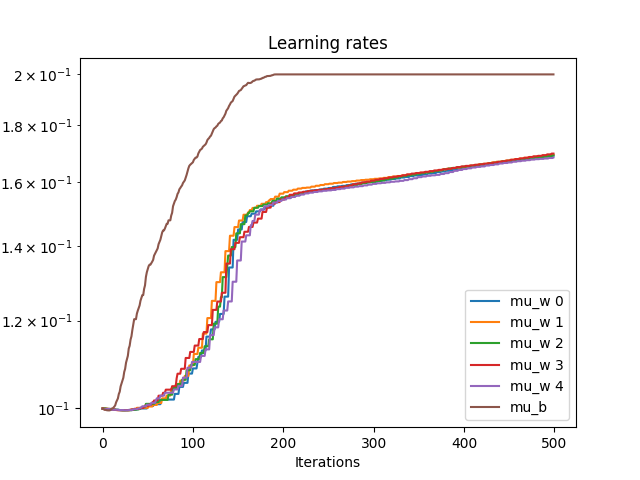 Learning rates
2 × 10⁻¹
1.8 × 10⁻¹
1.6 × 10⁻¹
1.4 × 10⁻¹
1.2 × 10⁻¹
10⁻¹
mu_w 0
mu_w 1
mu_w 2
mu_w 3
mu_w 4
mu_b
0 100 200 300 400 500
Iterations